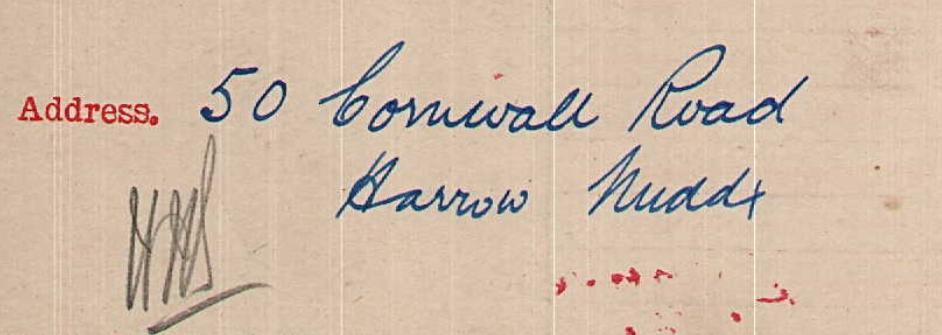 Address. 50 Cornwall Road
Harrow Middx